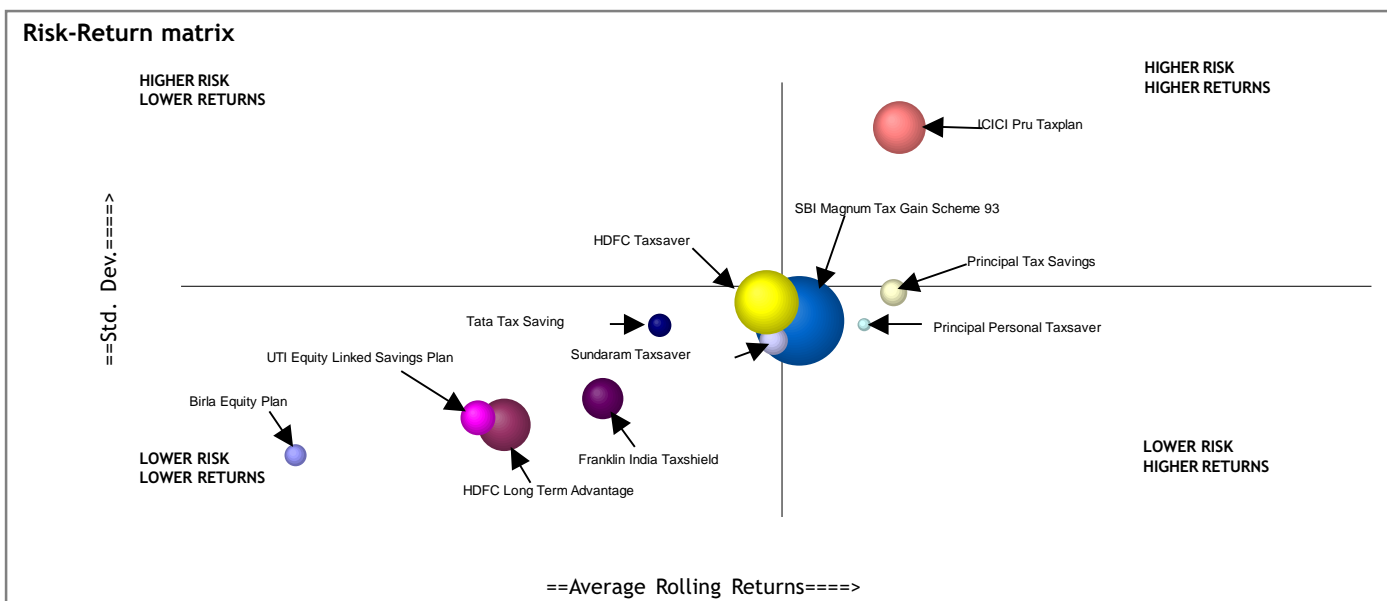 Risk-Return matrix
HIGHER RISK
LOWER RETURNS
HIGHER RISK
HIGHER RETURNS
ICICI Pru Taxplan
SBI Magnum Tax Gain Scheme 93
HDFC Taxsaver
Principal Tax Savings
==Std. Dev.=====>
Tata Tax Saving
Principal Personal Taxsaver
Sundaram Taxsaver
UTI Equity Linked Savings Plan
Birla Equity Plan
LOWER RISK
LOWER RETURNS
Franklin India Taxshield
LOWER RISK
HIGHER RETURNS
HDFC Long Term Advantage
==Average Rolling Returns====>